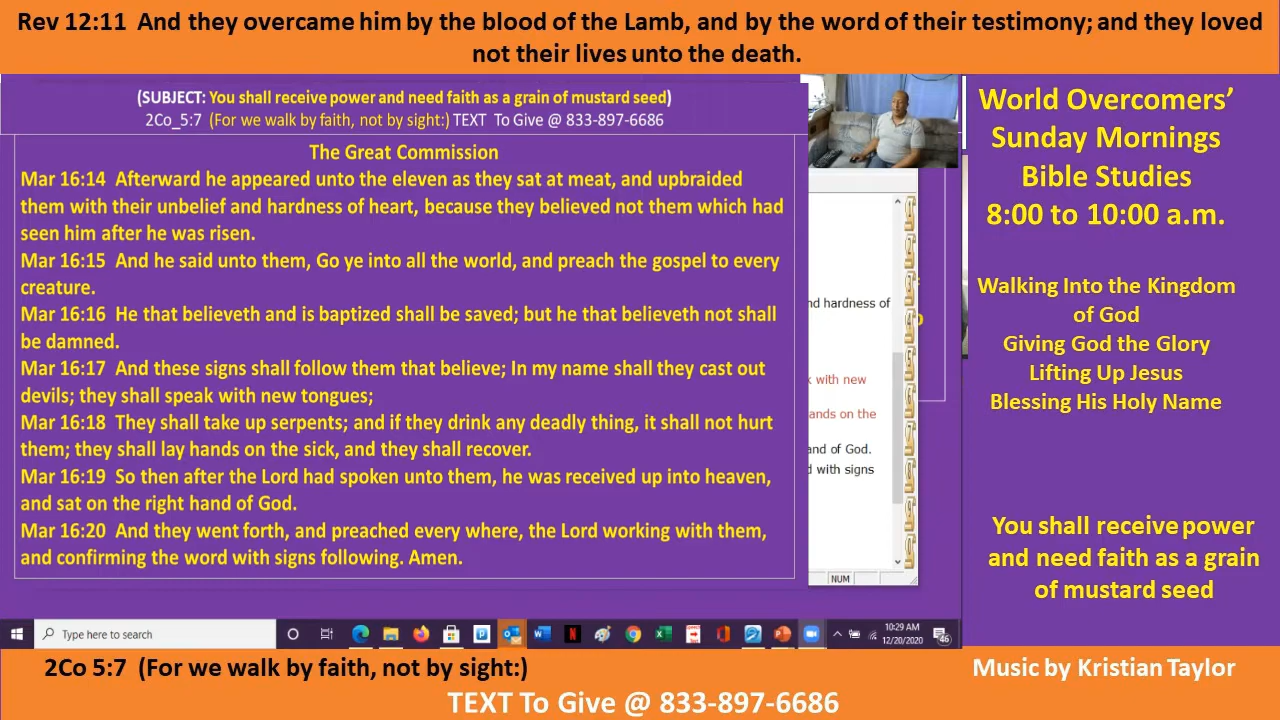 Rev 12:11  And they overcame him by the blood of the Lamb, and by the word of their testimony; and they loved
not their lives unto the death.
(SUBJECT: You shall receive power and need faith as a grain of mustard seed)
2Co_5:7  (For we walk by faith, not by sight:) TEXT  To Give @ 833-897-6686
The Great Commission
Mar 16:14  Afterward he appeared unto the eleven as they sat at meat, and upbraided
them with their unbelief and hardness of heart, because they believed not them which had
seen him after he was risen.
Mar 16:15  And he said unto them, Go ye into all the world, and preach the gospel to every
creature.
Mar 16:16  He that believeth and is baptized shall be saved; but he that believeth not shall
be damned.
Mar 16:17  And these signs shall follow them that believe; In my name shall they cast out
devils; they shall speak with new tongues;
Mar 16:18  They shall take up serpents; and if they drink any deadly thing, it shall not hurt
them; they shall lay hands on the sick, and they shall recover.
Mar 16:19  So then after the Lord had spoken unto them, he was received up into heaven,
and sat on the right hand of God.
Mar 16:20  And they went forth, and preached every where, the Lord working with them,
and confirming the word with signs following. Amen.
hardness of
with new
on the
of God.
with signs
NUM
World Overcomers'
Sunday Mornings
Bible Studies
8:00 to 10:00 a.m.
Walking Into the Kingdom
of God
Giving God the Glory
Lifting Up Jesus
Blessing His Holy Name
You shall receive power
and need faith as a grain
of mustard seed
Type here to search
10:29 AM
12/20/2020
46
2Co 5:7  (For we walk by faith, not by sight:)
Music by Kristian Taylor
TEXT To Give @ 833-897-6686